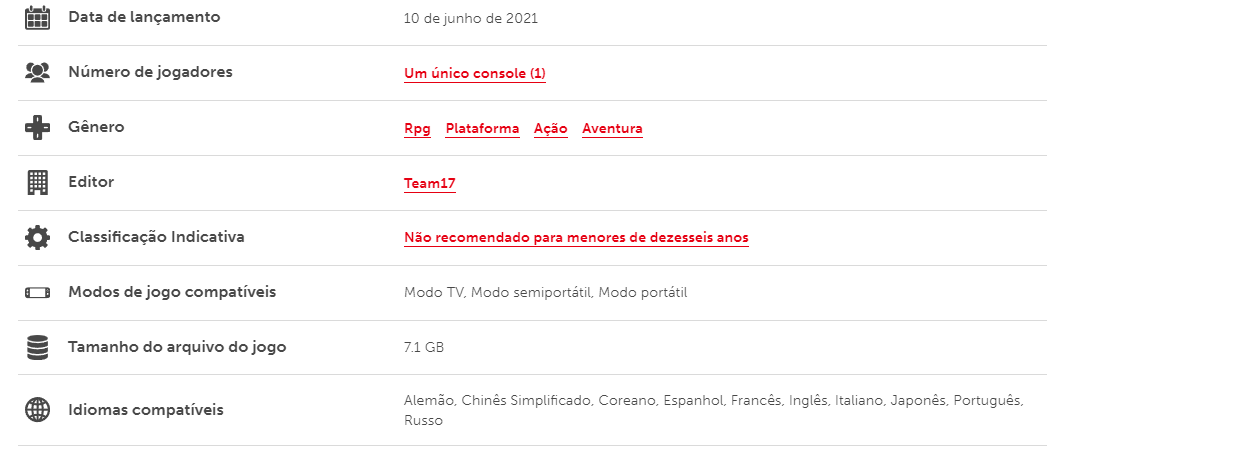 Data de lançamento
10 de junho de 2021
Número de jogadores
Um único console (1)
Gênero
Rpg Plataforma Ação Aventura
Editor
Team17
Classificação Indicativa
Não recomendado para menores de dezesseis anos
Modos de jogo compatíveis
Modo TV, Modo semiportátil, Modo portátil
Tamanho do arquivo do jogo
7.1 GB
Idiomas compatíveis
Alemão, Chinês Simplificado, Coreano, Espanhol, Francês, Inglês, Italiano, Japonês, Português,
Russo